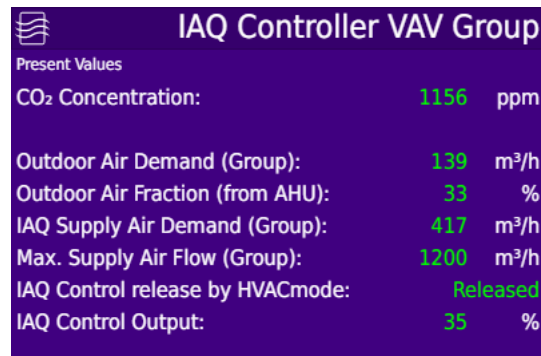 IAQ Controller VAV Group
Present Values
CO₂ Concentration: 1156 ppm
Outdoor Air Demand (Group): 139 m³/h
Outdoor Air Fraction (from AHU): 33 %
IAQ Supply Air Demand (Group): 417 m³/h
Max. Supply Air Flow (Group): 1200 m³/h
IAQ Control release by HVACmode: Released
IAQ Control Output: 35 %